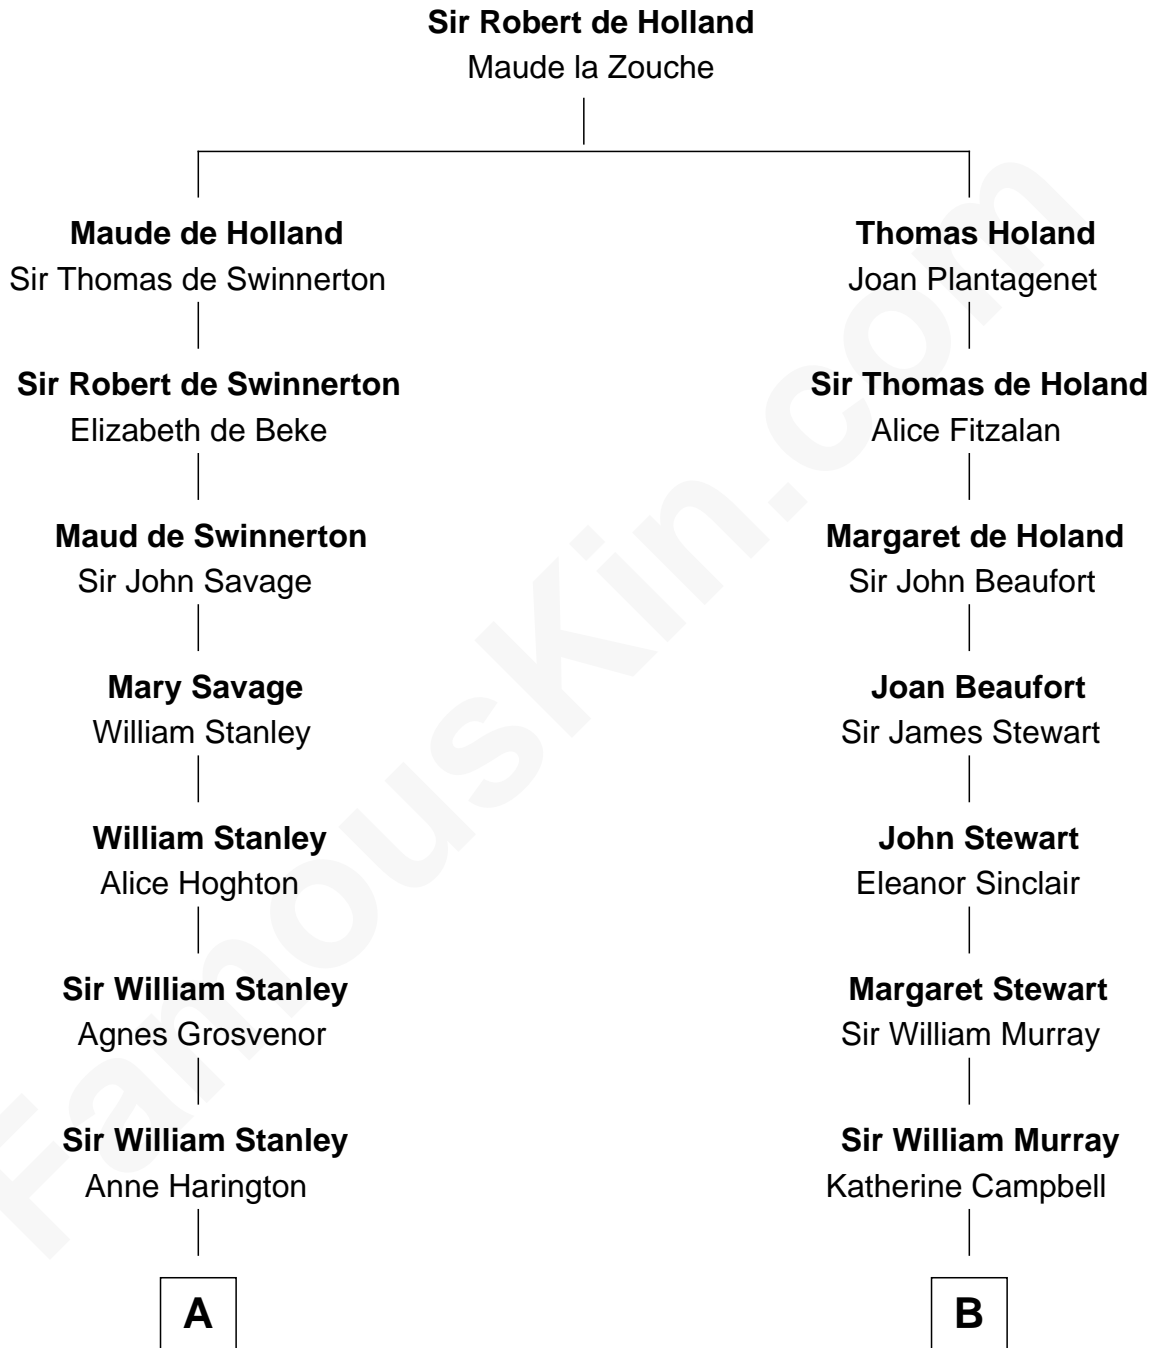 Sir Robert de Holland
Maude la Zouche
Maude de Holland
Sir Thomas de Swinnerton
Sir Robert de Swinnerton
Elizabeth de Beke
Maud de Swinnerton
Sir John Savage
Mary Savage
William Stanley
William Stanley
Alice Hoghton
Sir William Stanley
Agnes Grosvenor
Sir William Stanley
Anne Harington
A
Thomas Holand
Joan Plantagenet
Sir Thomas de Holand
Alice Fitzalan
Margaret de Holand
Sir John Beaufort
Joan Beaufort
Sir James Stewart
John Stewart
Eleanor Sinclair
Margaret Stewart
Sir William Murray
Sir William Murray
Katherine Campbell
B
FamousKin.com